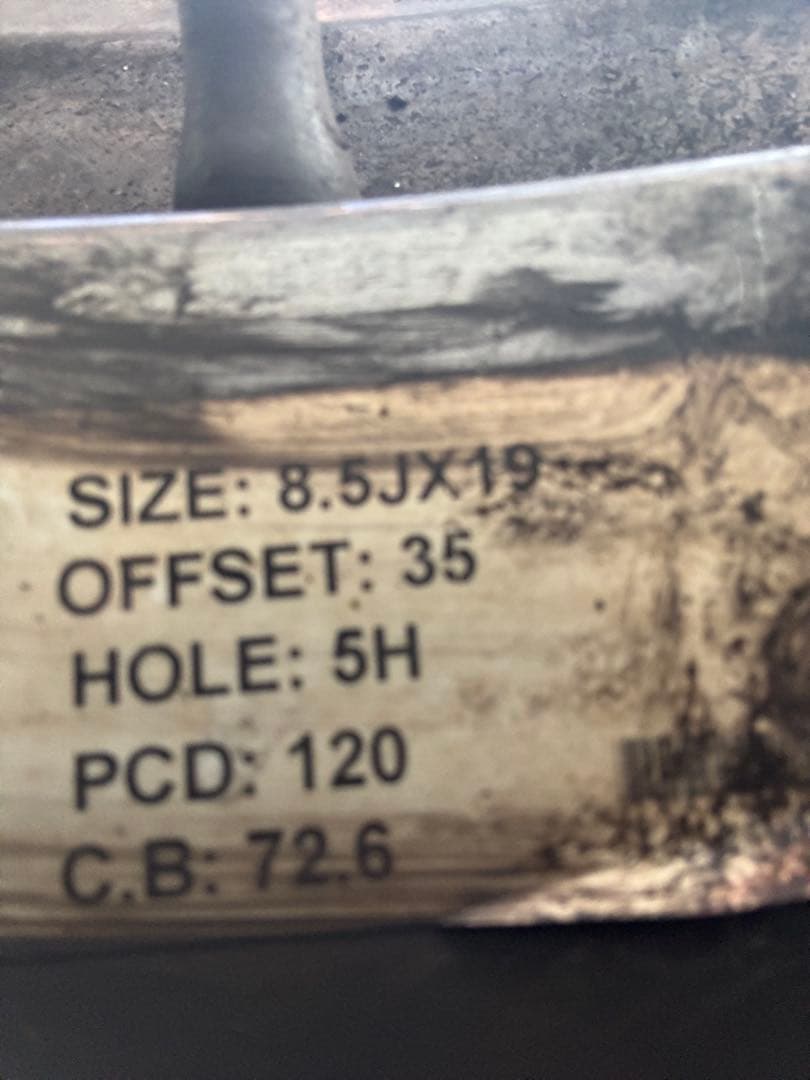 SIZE: 8.5JX19
OFFSET: 35
HOLE: 5H
PCD: 120
C.B: 72.6